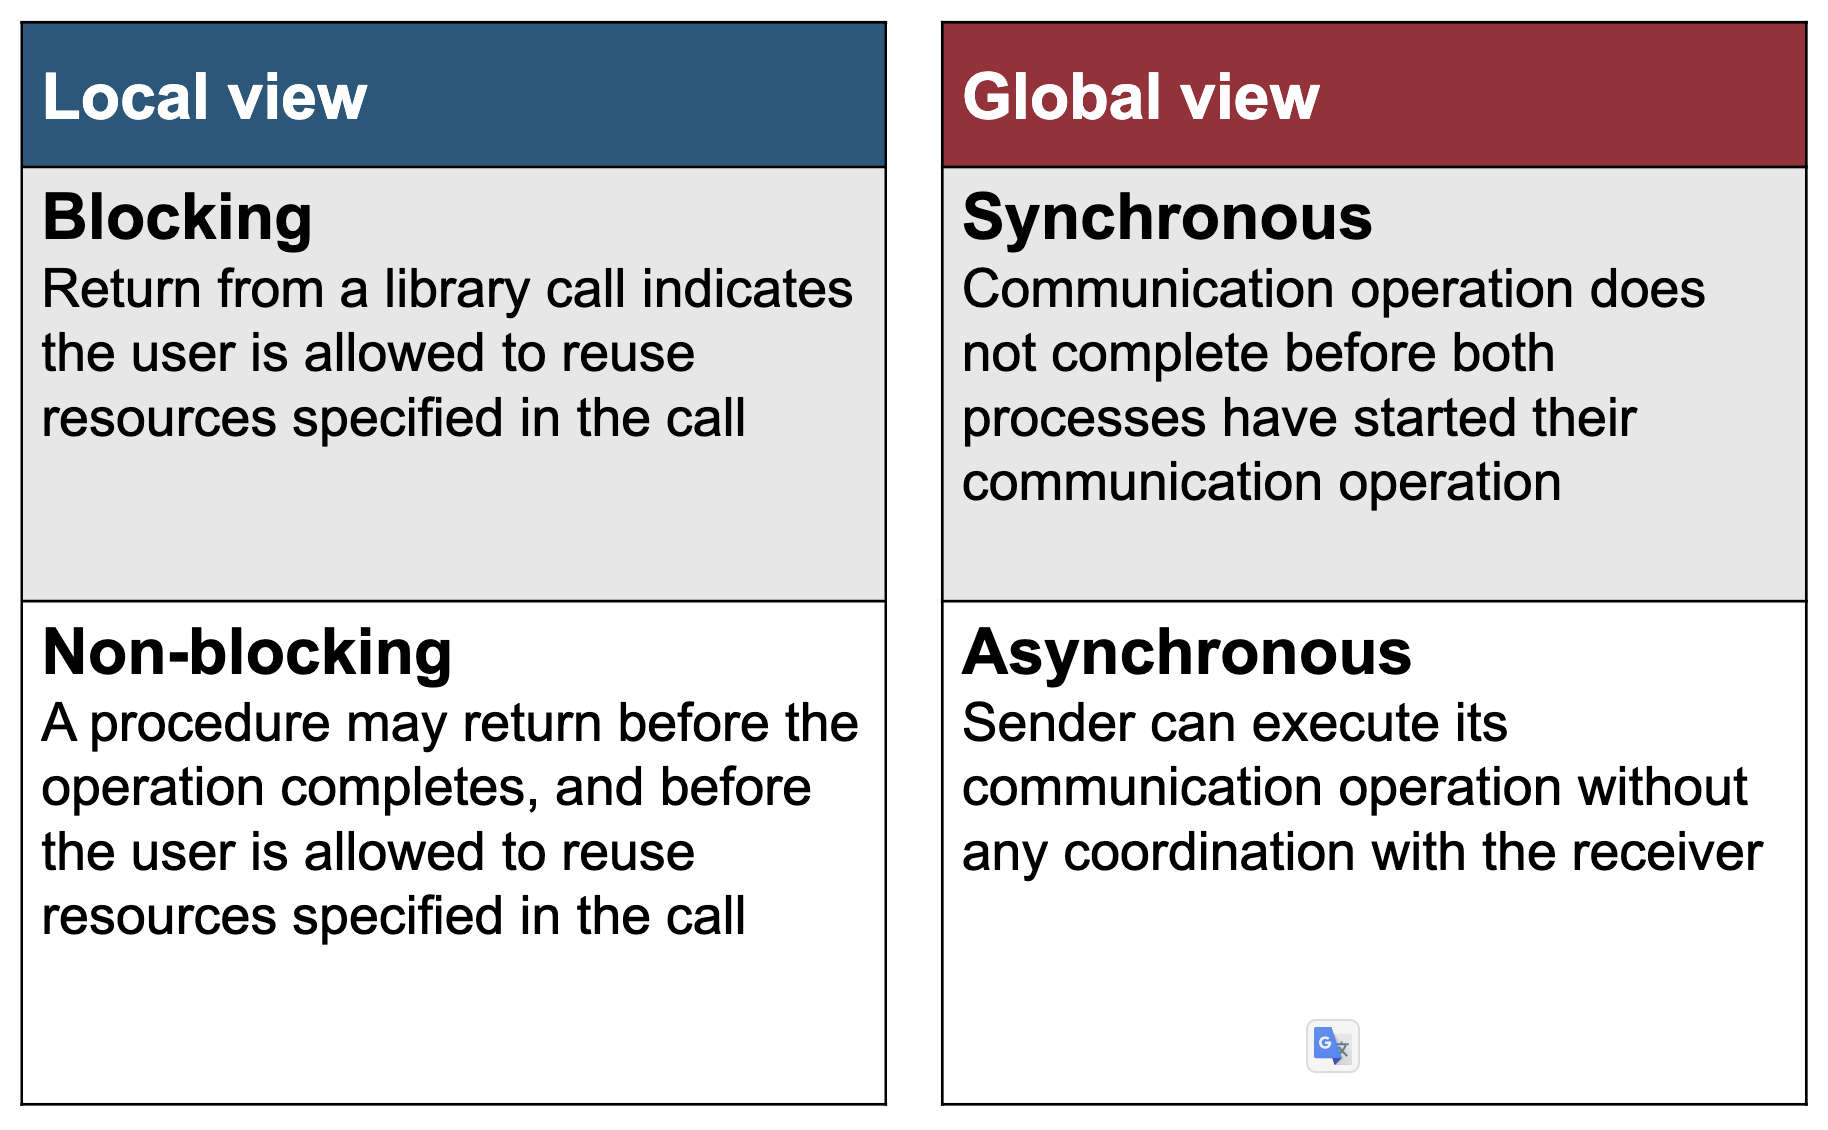 Local view
Blocking
Return from a library call indicates
the user is allowed to reuse
resources specified in the call
Non-blocking
A procedure may return before the
operation completes, and before
the user is allowed to reuse
resources specified in the call
Global view
Synchronous
Communication operation does
not complete before both
processes have started their
communication operation
Asynchronous
Sender can execute its
communication operation without
any coordination with the receiver
G 文